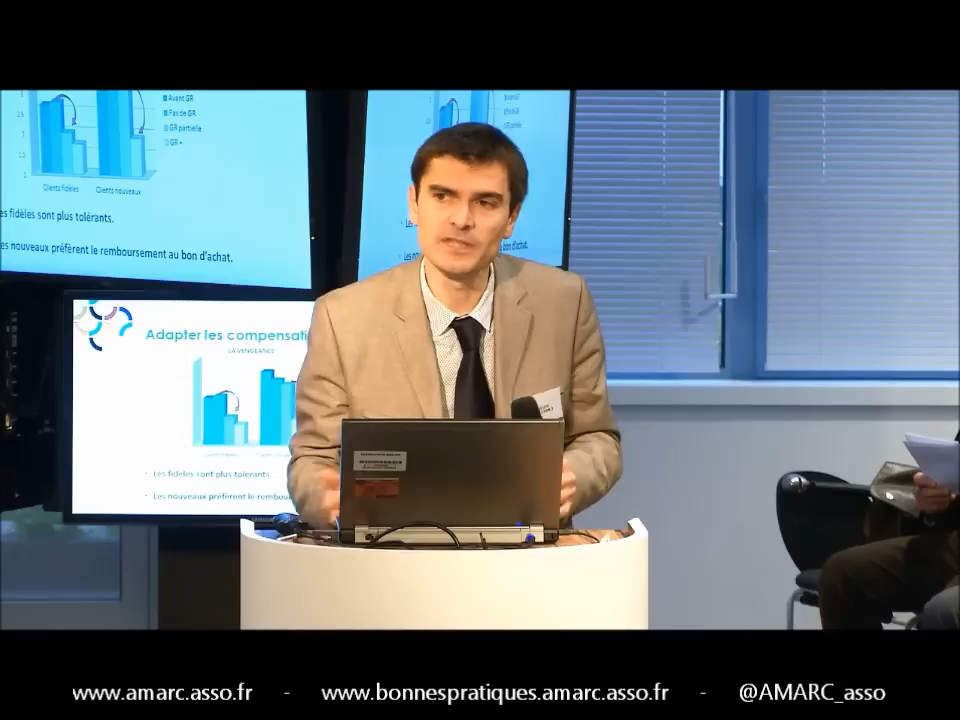 Avant GR
Pas de GR
GR partielle
GR +
Clients fidèles
Clients nouveaux
es fidèles sont plus tolérants.
es nouveaux préfèrent le remboursement au bon d'achat.
bon d'achat.
Adapter les compensati
LA VENGEANCE
- Les fidèles sont plus tolérants.
- Les nouveaux préfèrent le rembou
www.amarc.asso.fr - www.bonnespratiques.amarc.asso.fr - @AMARC_asso